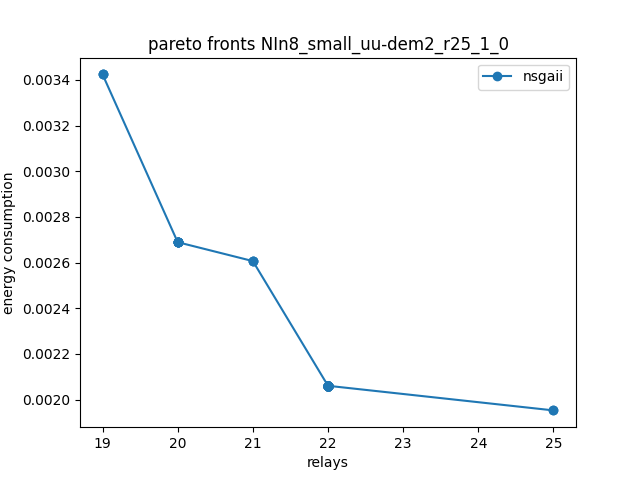 pareto fronts NIn8_small_uu-dem2_r25_1_0
nsgaii
0.0034
0.0032
0.0030
0.0028
0.0026
0.0024
0.0022
0.0020
energy consumption
19 20 21 22 23 24 25
relays